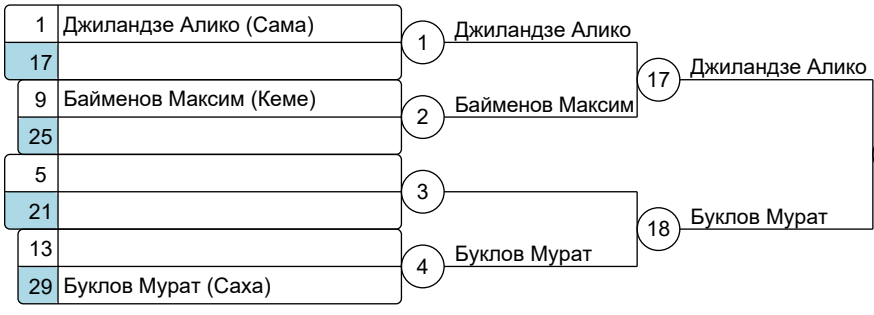 1 Джиландзе Алико (Сама)
17
9 Байменов Максим (Кеме)
25
5
21
13
29 Буклов Мурат (Саха)
1 Джиландзе Алико
2 Байменов Максим
3
4 Буклов Мурат
17 Джиландзе Алико
18 Буклов Мурат